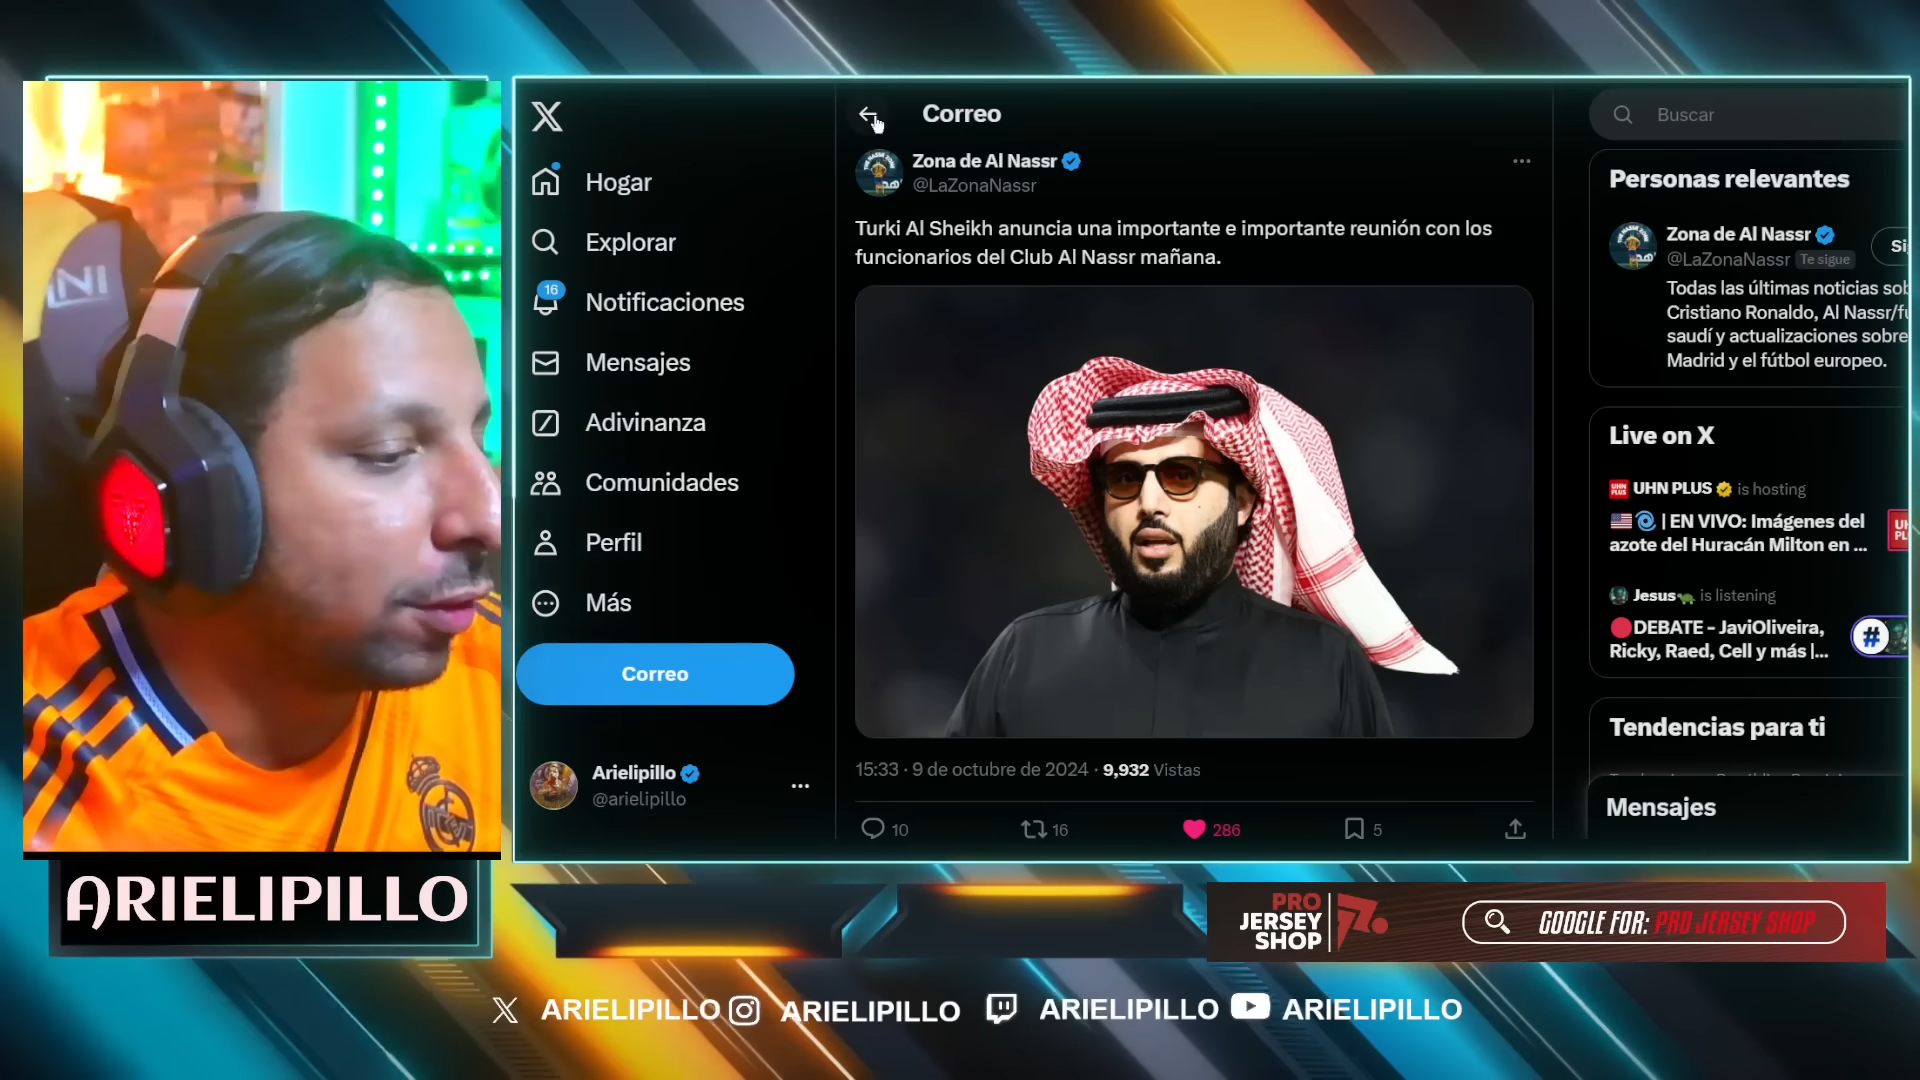 Correo
Zona de Al Nassr
@LaZonaNassr
Turki Al Sheikh anuncia una importante e importante reunión con los
funcionarios del Club Al Nassr mañana.
15:33 · 9 de octubre de 2024 · 9,932 Vistas
10
16
286
5
Hogar
Explorar
16
Notificaciones
Mensajes
Adivinanza
Comunidades
Perfil
Más
Correo
Arielipillo
@arielipillo
Buscar
Personas relevantes
Zona de Al Nassr
@LaZonaNassr Te sigue
Todas las últimas noticias sob
Cristiano Ronaldo, Al Nassr/fú
saudí y actualizaciones sobre
Madrid y el fútbol europeo.
Live on X
UHN PLUS is hosting
| EN VIVO: Imágenes del
azote del Huracán Milton en ...
Jesus is listening
DEBATE - JaviOliveira,
Ricky, Raed, Cell y más |...
#
Tendencias para ti
Mensajes
ARIELIPILLO
PRO
JERSEY
SHOP
GOOGLE FOR: PRO JERSEY SHOP
ARIELIPILLO
ARIELIPILLO
ARIELIPILLO
ARIELIPILLO